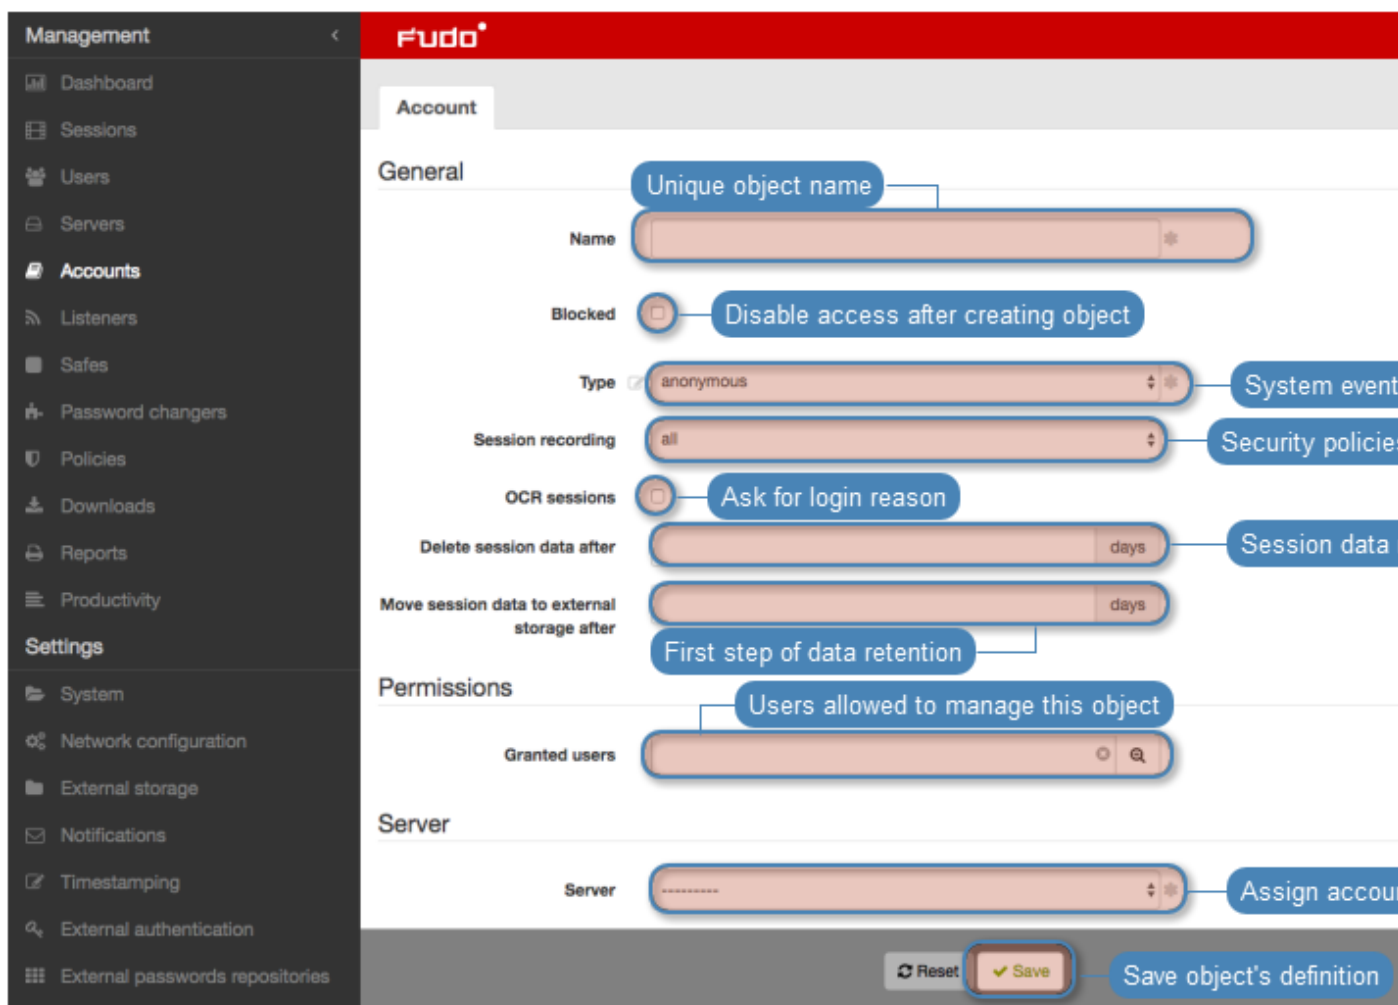 Management
Dashboard
Sessions
Users
Servers
Accounts
Listeners
Safes
Password changers
Policies
Downloads
Reports
Productivity
Settings
System
Network configuration
External storage
Notifications
Timestamping
External authentication
External passwords repositories
FUDO
Account
General
Unique object name
Name
Blocked
Disable access after creating object
Type
anonymous
System event
Session recording
all
Security policies
OCR sessions
Ask for login reason
Delete session data after
days
Session data
Move session data to external
storage after
days
First step of data retention
Permissions
Users allowed to manage this object
Granted users
Server
Server
---------
Assign accoun
Reset
Save
Save object's definition